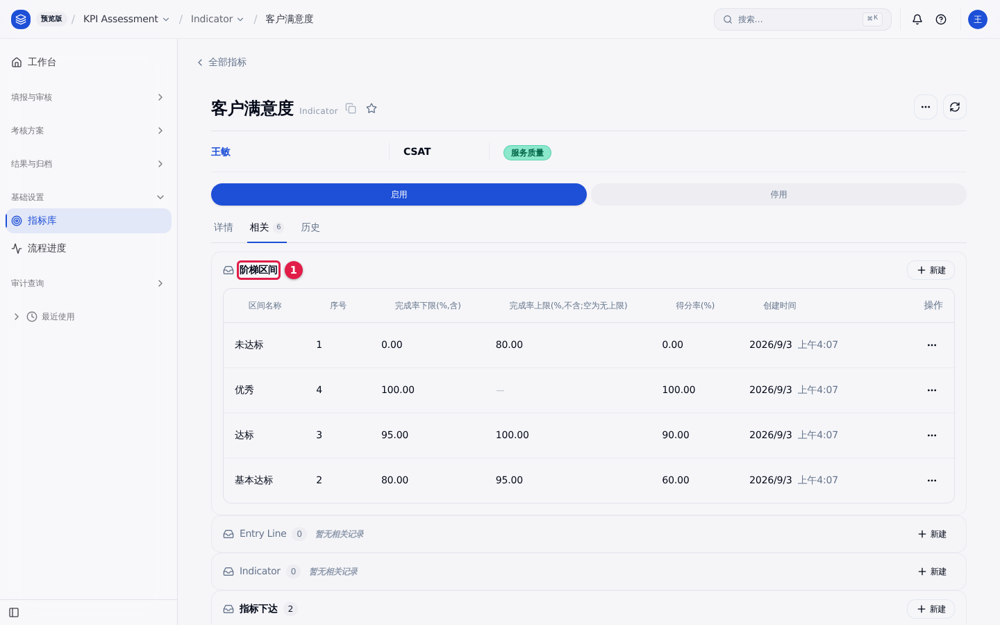 预览版 / KPI Assessment / Indicator / 客户满意度
搜索... ⌘K
王
工作台
填报与审核
考核方案
结果与归档
基础设置
指标库
流程进度
审计查询
最近使用
全部指标
客户满意度 Indicator
王敏 CSAT 服务质量
启用 停用
详情 相关 6 历史
阶梯区间 1 新建
区间名称 序号 完成率下限(%,含) 完成率上限(%,不含;空为无上限) 得分率(%) 创建时间 操作
未达标 1 0.00 80.00 0.00 2026/9/3 上午4:07
优秀 4 100.00 — 100.00 2026/9/3 上午4:07
达标 3 95.00 100.00 90.00 2026/9/3 上午4:07
基本达标 2 80.00 95.00 60.00 2026/9/3 上午4:07
Entry Line 0 暂无相关记录 新建
Indicator 0 暂无相关记录 新建
指标下达 2 新建